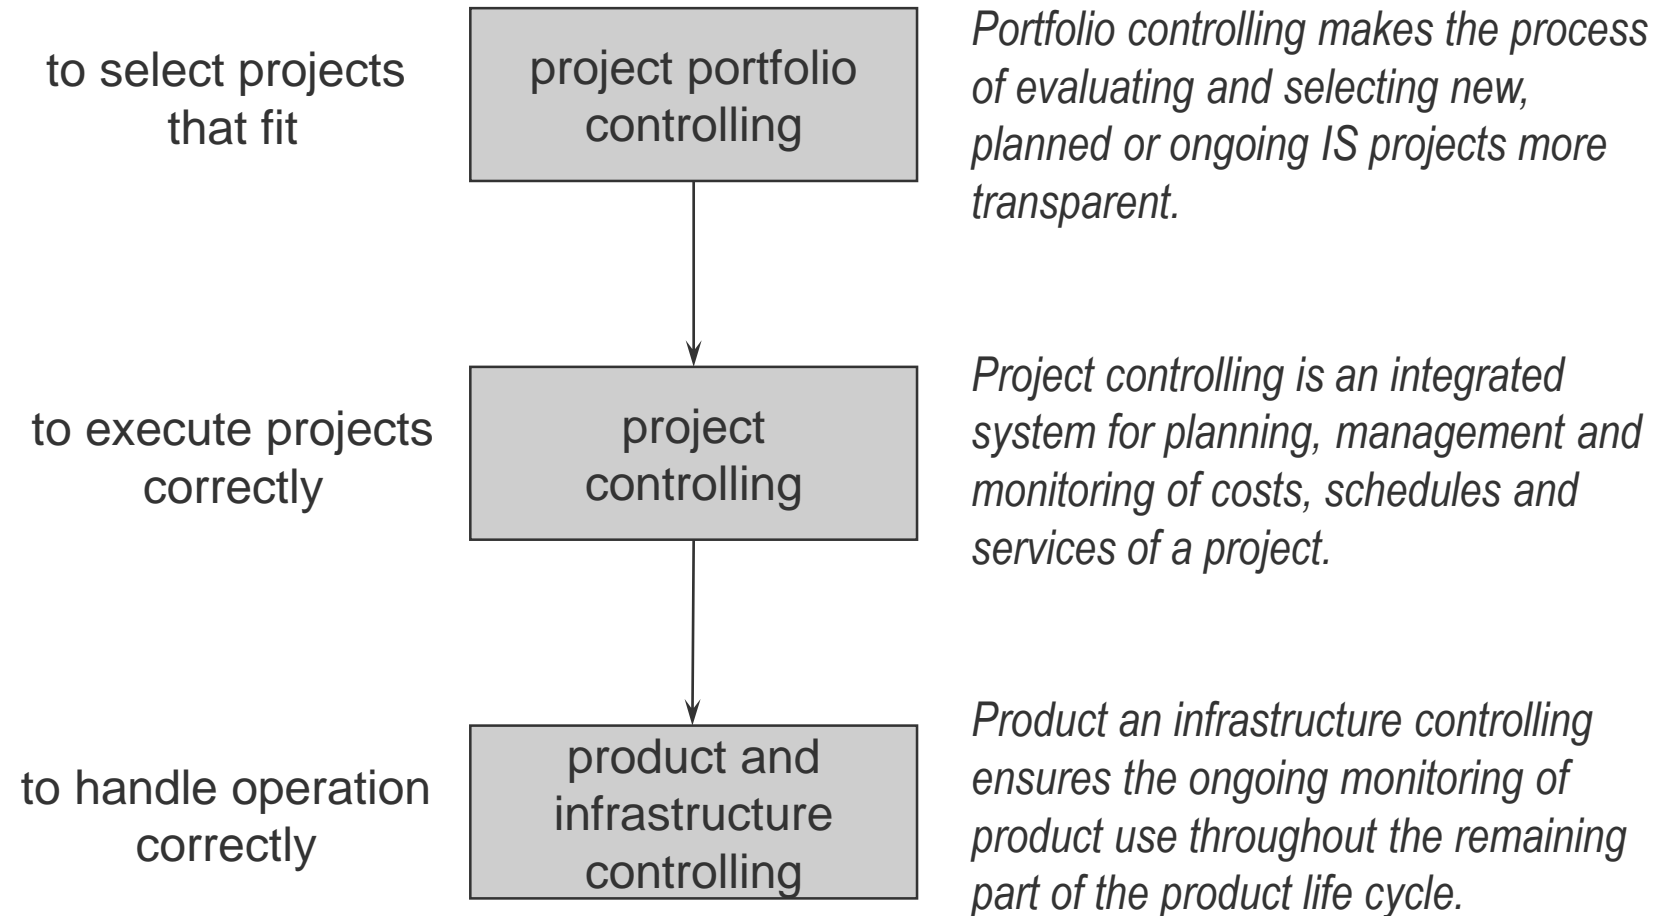 to select projects
that fit
project portfolio
controlling
Portfolio controlling makes the process
of evaluating and selecting new,
planned or ongoing IS projects more
transparent.
to execute projects
correctly
project
controlling
Project controlling is an integrated
system for planning, management and
monitoring of costs, schedules and
services of a project.
to handle operation
correctly
product and
infrastructure
controlling
Product an infrastructure controlling
ensures the ongoing monitoring of
product use throughout the remaining
part of the product life cycle.